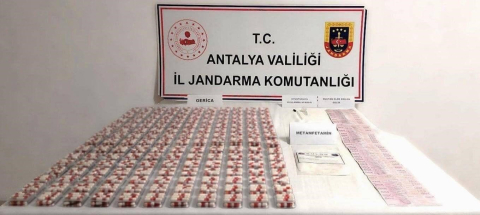 T.C.
ANTALYA VALİLİĞİ
İL JANDARMA KOMUTANLIĞI
GERİCA
METAMFETAMİN